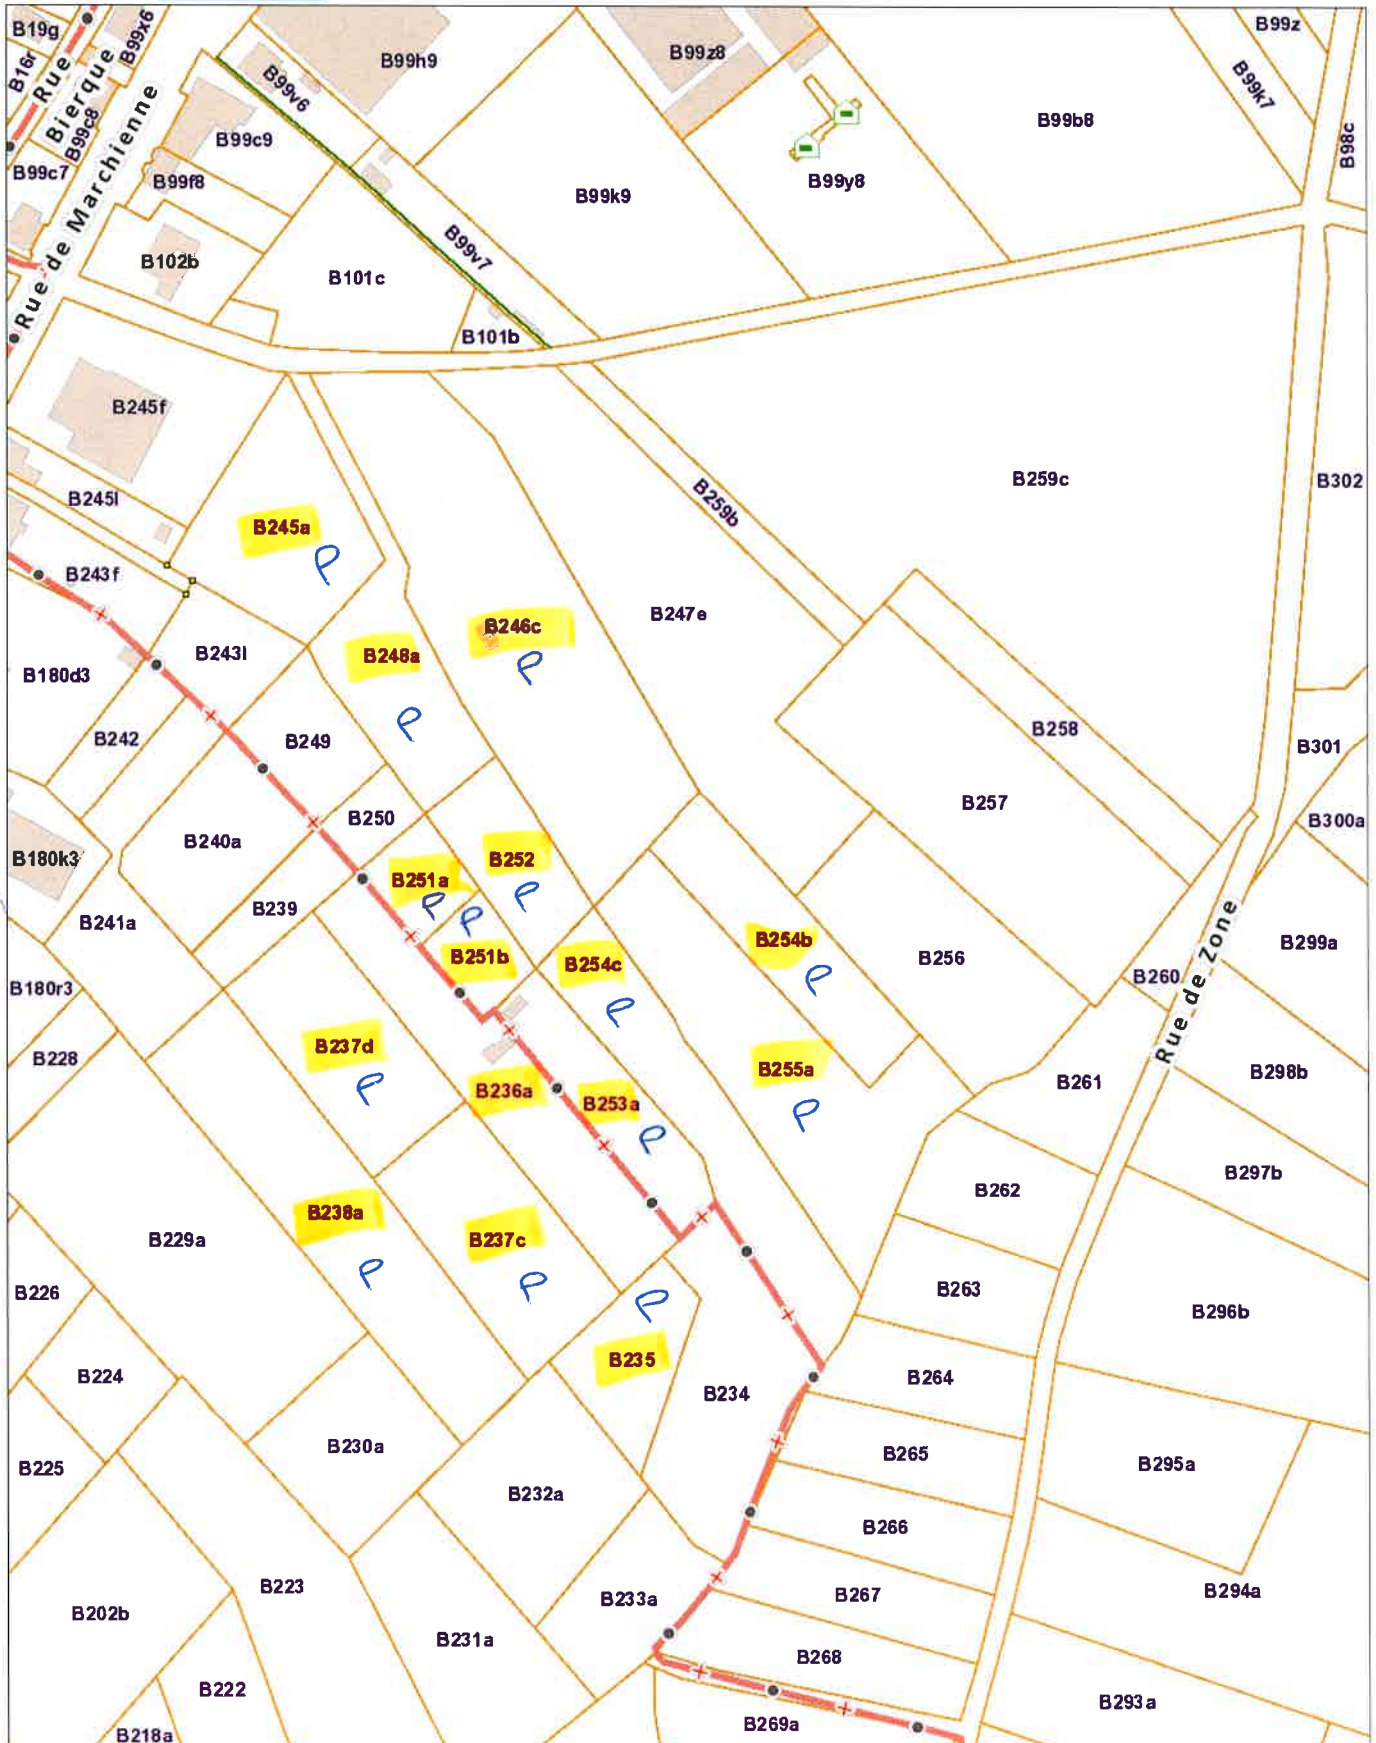 B19g
B99x6
B99h9
B99z8
B99z
B16r
Rue
Bierque
B99v6
B99k7
B99c8
B99c9
B99b8
B98c
B99c7
B99f8
B99y8
B99k9
Rue de Marchienne
B102b
B99v7
B101c
B101b
B245f
B259c
B302
B245l
B259b
B245a
P
B243f
B247e
B246c
P
B243l
B248a
P
B180d3
B242
B249
B258
B301
B257
B250
B300a
B240a
B180k3
B252
P
B251a
P
P
B239
B241a
B254b
P
B256
B299a
B251b
B254c
P
B260
Rue de Zone
B180r3
B228
B237d
P
B236a
B253a
P
B255a
P
B261
B298b
B297b
B262
B238a
P
B229a
B237c
P
B226
P
B263
B296b
B235
B224
B234
B264
B230a
B265
B225
B295a
B232a
B266
B223
B233a
B267
B294a
B202b
B231a
B268
B222
B293a
B218a
B269a